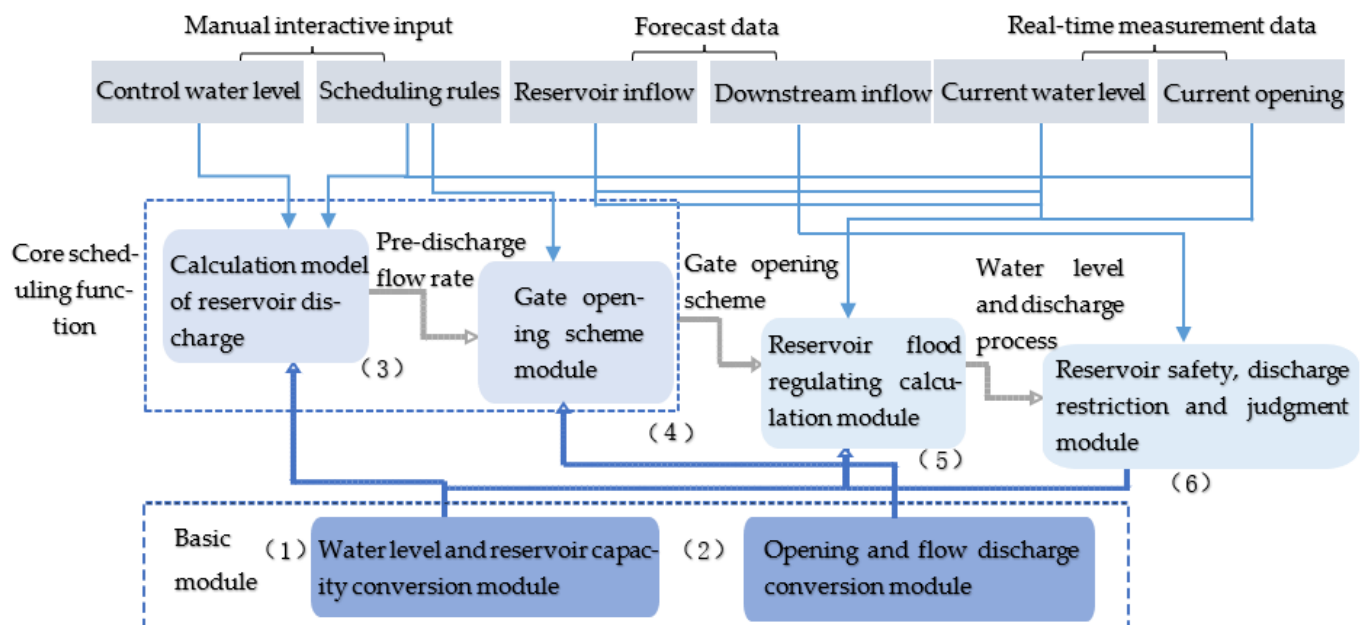 Manual interactive input
Forecast data
Real-time measurement data
Control water level
Scheduling rules
Reservoir inflow
Downstream inflow
Current water level
Current opening
Core sched-
uling func-
tion
Calculation model
of reservoir dis-
charge
(3)
Pre-discharge
flow rate
Gate open-
ing scheme
module
(4)
Gate opening
scheme
Reservoir flood
regulating calcu-
lation module
(5)
Water level
and discharge
process
Reservoir safety, discharge
restriction and judgment
module
(6)
Basic
module
(1)
Water level and reservoir capac-
ity conversion module
(2)
Opening and flow discharge
conversion module